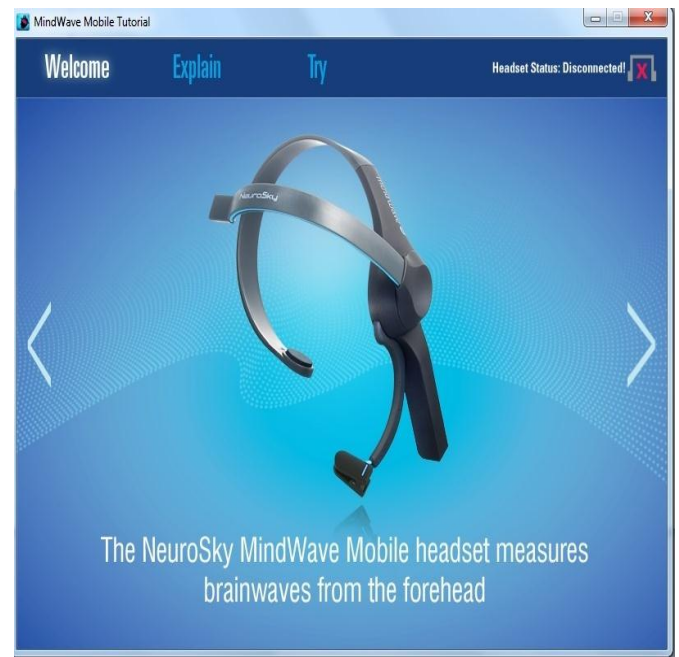 MindWave Mobile Tutorial
Welcome Explain Try Headset Status: Disconnected!
NeuroSky
The NeuroSky MindWave Mobile headset measures
brainwaves from the forehead